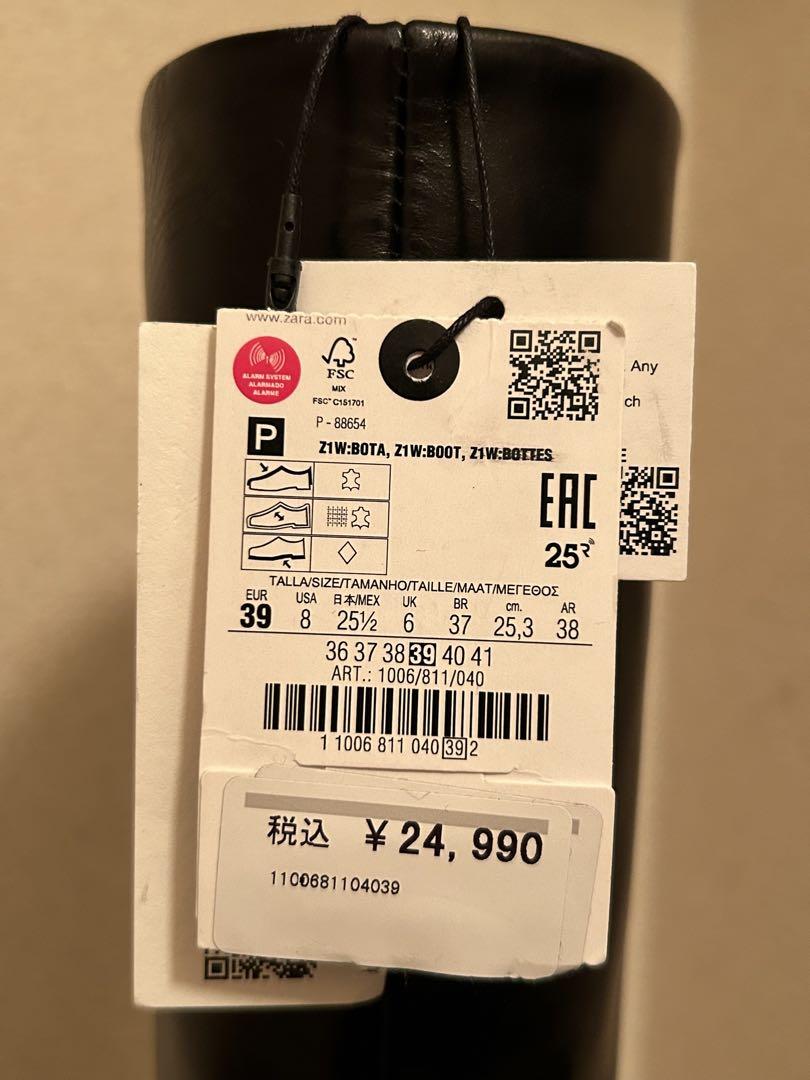 www.zara.com
ALARM SYSTEM
ALARMADO
ALARME
FSC
MIX
FSC™ C151701
Any
ch
P - 88654
P
Z1W:BOTA, Z1W:BOOT, Z1W:BOTTES
E
EAC
25
TALLA/SIZE/TAMANHO/TAILLE/MAAT/ΜΕΓΕΘΟΣ
EUR USA 日本/MEX UK BR cm. AR
39 8 25½ 6 37 25,3 38
36 37 38 39 40 41
ART.: 1006/811/040
1 1006 811 040 39 2
税込 ¥24,990
1100681104039